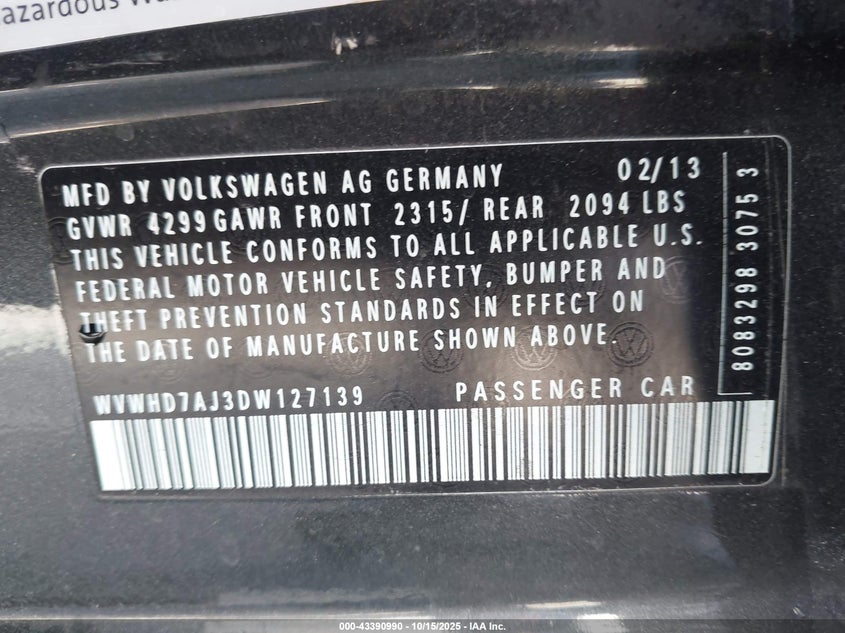 azardous Wa
MFD BY VOLKSWAGEN AG GERMANY 02/13
GVWR 4299 GAWR FRONT 2315/ REAR 2094 LBS
THIS VEHICLE CONFORMS TO ALL APPLICABLE U.S.
FEDERAL MOTOR VEHICLE SAFETY, BUMPER AND
THEFT PREVENTION STANDARDS IN EFFECT ON
THE DATE OF MANUFACTURE SHOWN ABOVE.
WVWHD7AJ3DW127139 PASSENGER CAR
8083298 3075 3
000-43390990 - 10/15/2025 - IAA Inc.